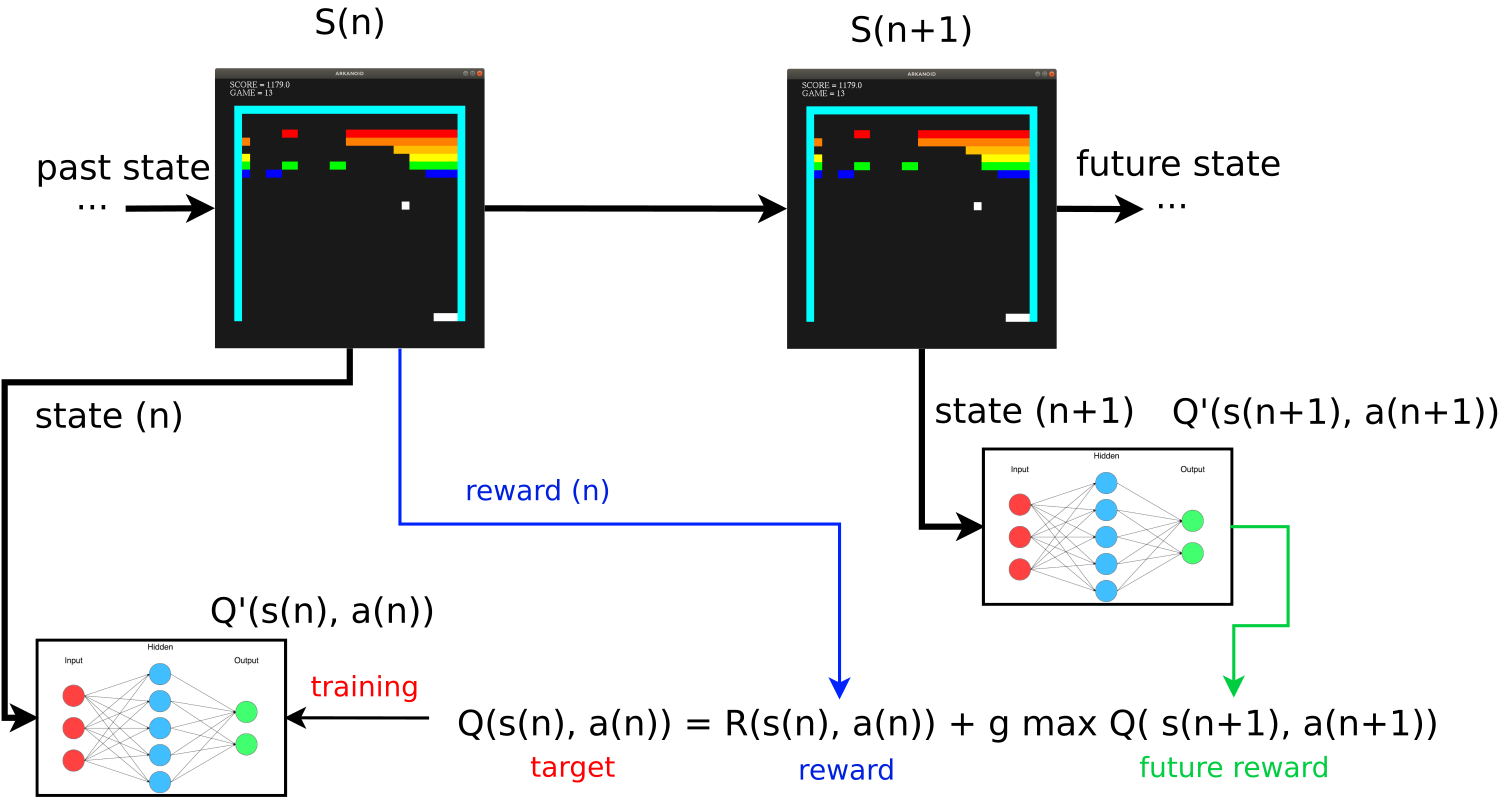 S(n)
S(n+1)
ARKANOID
SCORE = 1179.0
GAME = 13
ARKANOID
SCORE = 1179.0
GAME = 13
past state
...
future state
...
state (n)
state (n+1)
Q'(s(n+1), a(n+1))
Hidden
Input
Output
reward (n)
Q'(s(n), a(n))
Hidden
Input
Output
training
Q(s(n), a(n)) = R(s(n), a(n)) + g max Q( s(n+1), a(n+1))
target
reward
future reward